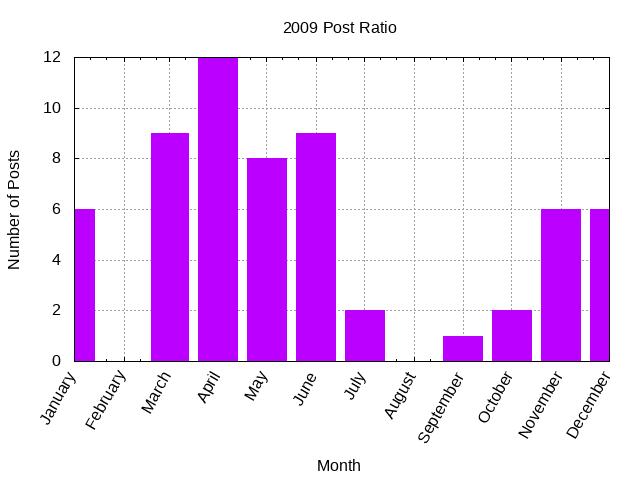 2009 Post Ratio
12
10
8
6
4
2
0
Number of Posts
January
February
March
April
May
June
July
August
September
October
November
December
Month